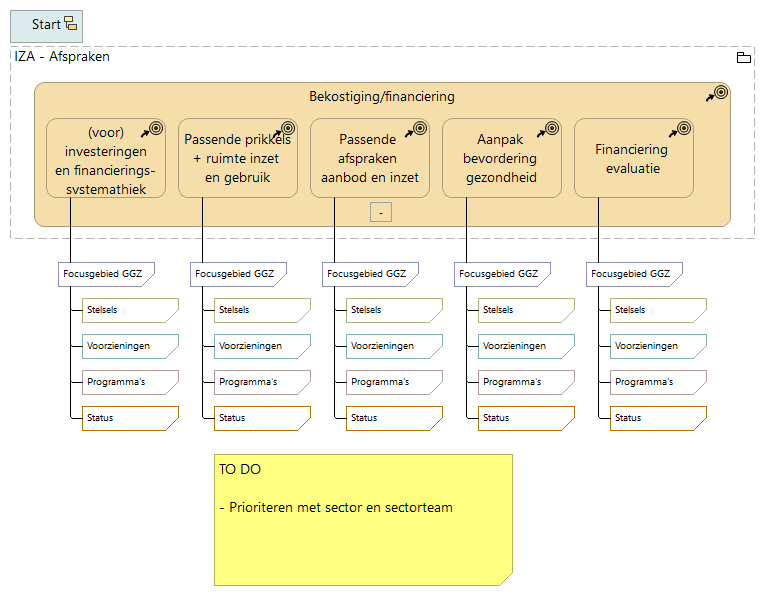 Start
IZA - Afspraken
Bekostiging/financiering
(voor)
investeringen
en financierings-
systemathiek
Passende prikkels
+ ruimte inzet
en gebruik
Passende
afspraken
aanbod en inzet
Aanpak
bevordering
gezondheid
Financiering
evaluatie
-
Focusgebied GGZ
Focusgebied GGZ
Focusgebied GGZ
Focusgebied GGZ
Focusgebied GGZ
Stelsels
Stelsels
Stelsels
Stelsels
Stelsels
Voorzieningen
Voorzieningen
Voorzieningen
Voorzieningen
Voorzieningen
Programma's
Programma's
Programma's
Programma's
Programma's
Status
Status
Status
Status
Status
TO DO
- Prioriteren met sector en sectorteam